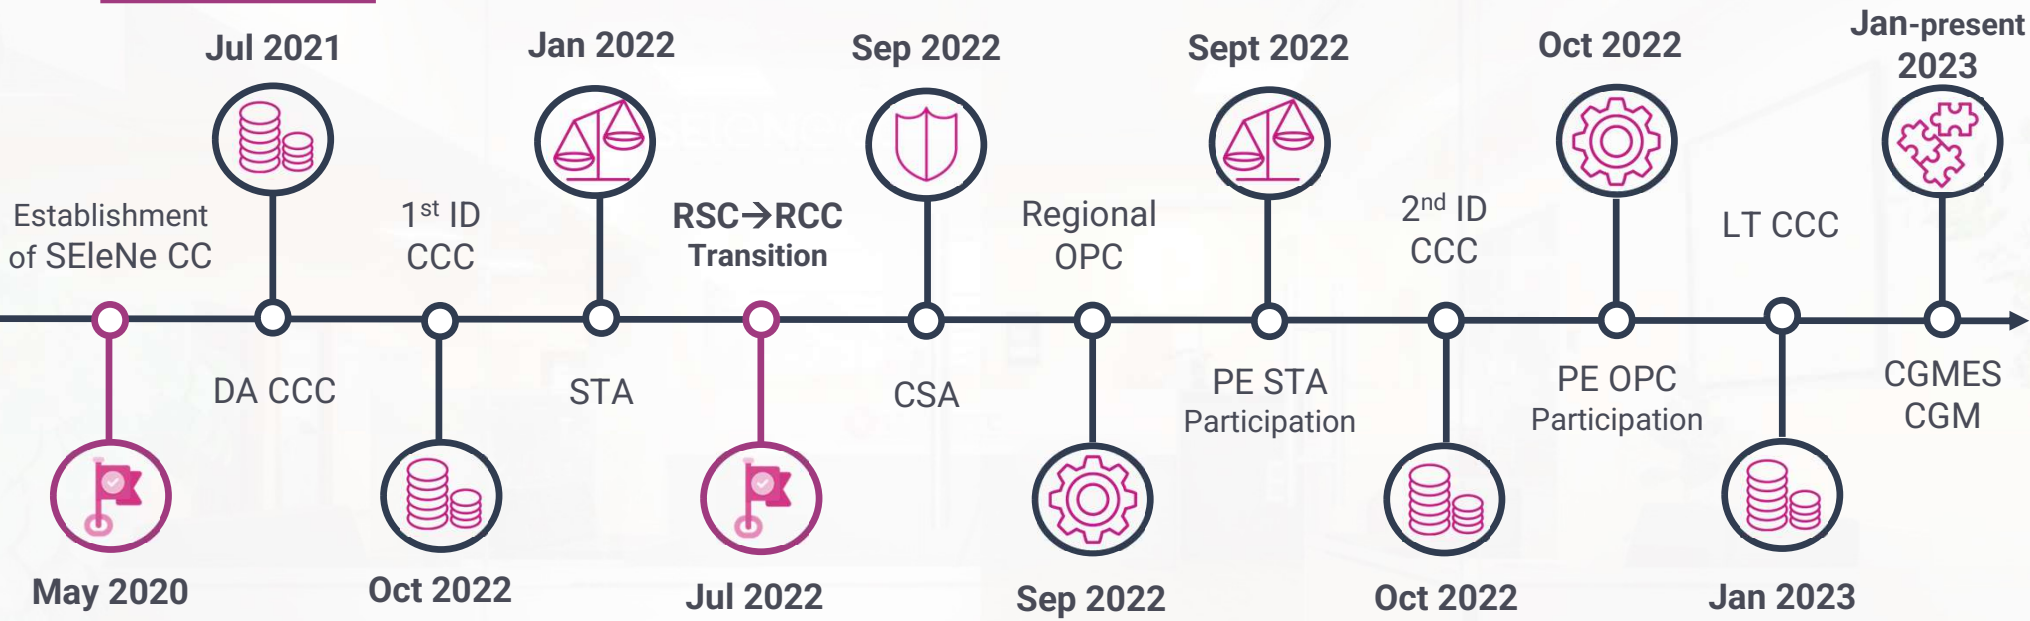 Jul 2021
Jan 2022
Sep 2022
Sept 2022
Oct 2022
Jan-present
2023
Establishment
of SEleNe CC
1st ID
CCC
RSC→RCC
Transition
Regional
OPC
2nd ID
CCC
LT CCC
DA CCC
STA
CSA
PE STA
Participation
PE OPC
Participation
CGMES
CGM
May 2020
Oct 2022
Jul 2022
Sep 2022
Oct 2022
Jan 2023